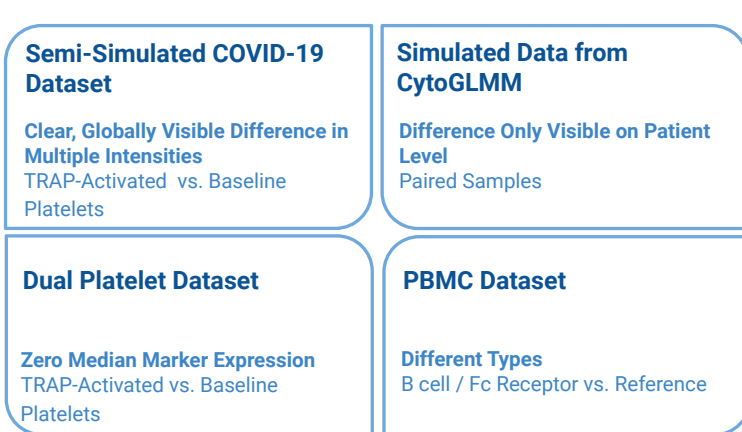 Semi-Simulated COVID-19
Dataset
Clear, Globally Visible Difference in
Multiple Intensities
TRAP-Activated vs. Baseline
Platelets
Simulated Data from
CytoGLMM
Difference Only Visible on Patient
Level
Paired Samples
Dual Platelet Dataset
Zero Median Marker Expression
TRAP-Activated vs. Baseline
Platelets
PBMC Dataset
Different Types
B cell / Fc Receptor vs. Reference